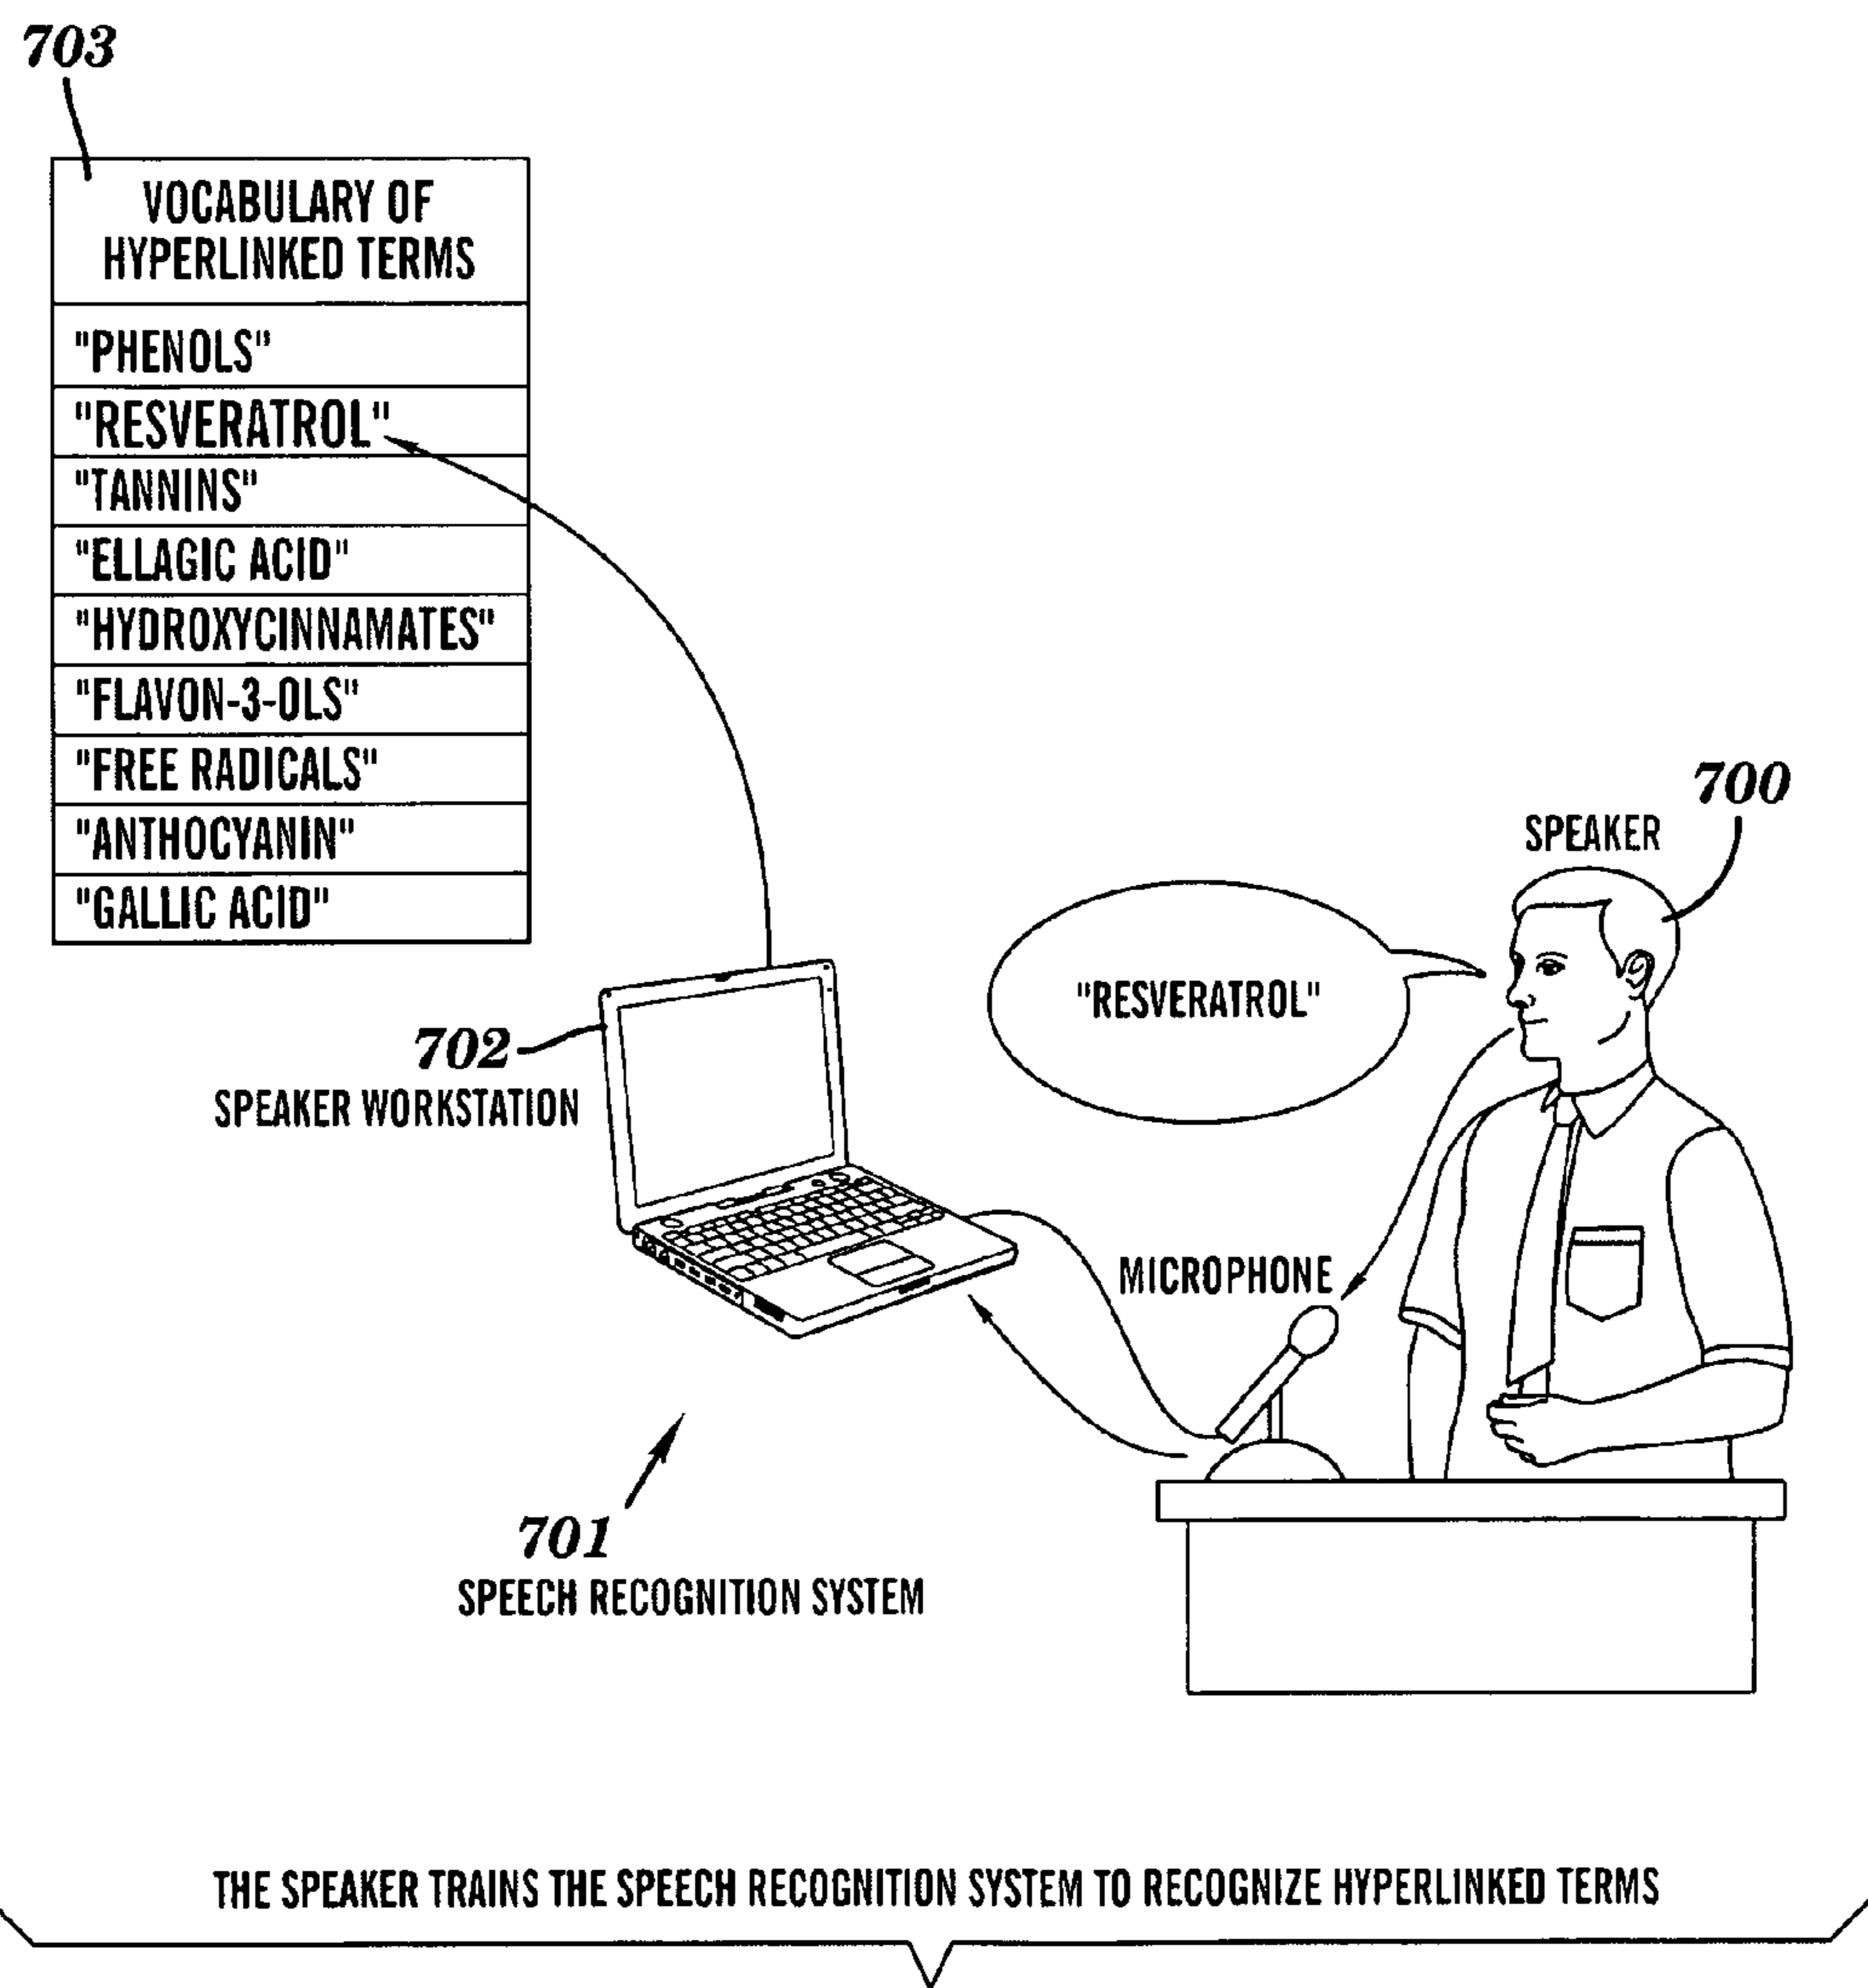 703
VOCABULARY OF
HYPERLINKED TERMS
"PHENOLS"
"RESVERATROL"
"TANNINS"
"ELLAGIC ACID"
"HYDROXYCINNAMATES"
"FLAVON-3-OLS"
"FREE RADICALS"
"ANTHOCYANIN"
"GALLIC ACID"
700
SPEAKER
"RESVERATROL"
702
SPEAKER WORKSTATION
MICROPHONE
701
SPEECH RECOGNITION SYSTEM
THE SPEAKER TRAINS THE SPEECH RECOGNITION SYSTEM TO RECOGNIZE HYPERLINKED TERMS